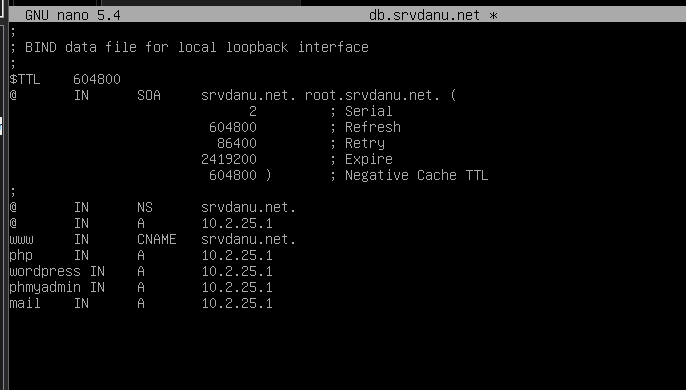 GNU nano 5.4 db.srvdanu.net *
;
; BIND data file for local loopback interface
;
$TTL 604800
@ IN SOA srvdanu.net. root.srvdanu.net. (
2 ; Serial
604800 ; Refresh
86400 ; Retry
2419200 ; Expire
604800 ) ; Negative Cache TTL
;
@ IN NS srvdanu.net.
@ IN A 10.2.25.1
www IN CNAME srvdanu.net.
php IN A 10.2.25.1
wordpress IN A 10.2.25.1
phmyadmin IN A 10.2.25.1
mail IN A 10.2.25.1